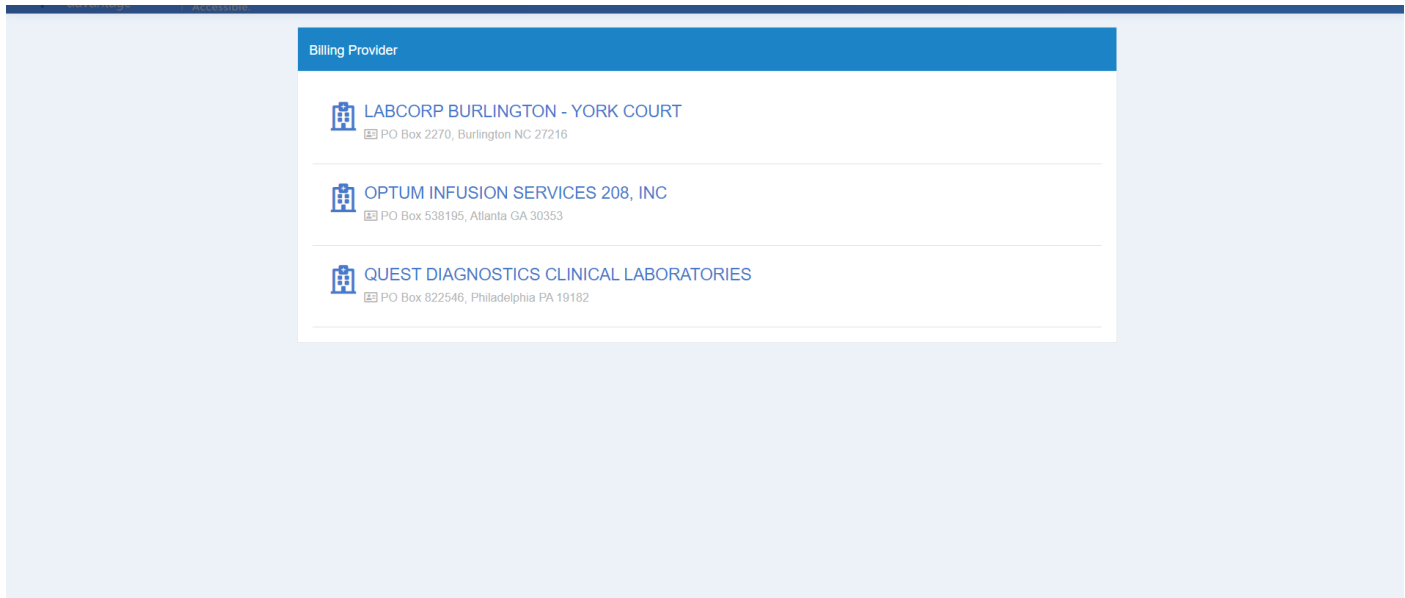 Accessible.
Billing Provider
LABCORP BURLINGTON - YORK COURT
PO Box 2270, Burlington NC 27216
OPTUM INFUSION SERVICES 208, INC
PO Box 538195, Atlanta GA 30353
QUEST DIAGNOSTICS CLINICAL LABORATORIES
PO Box 822546, Philadelphia PA 19182